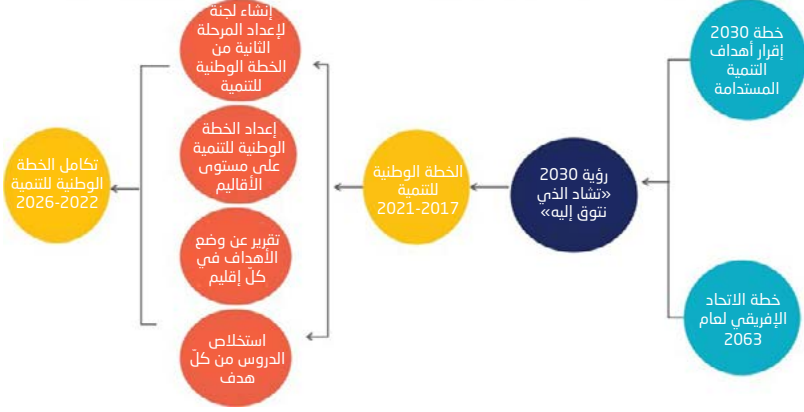 خطة 2030
إقرار أهداف
التنمية
المستدامة
خطة الاتحاد
الإفريقي لعام
2063
رؤية 2030
«تشاد الذي
نتوق إليه»
الخطة الوطنية
للتنمية
2021-2017
إنشاء لجنة
لإعداد المرحلة
الثانية من
الخطة الوطنية
للتنمية
إعداد الخطة
الوطنية للتنمية
على مستوى
الأقاليم
تقرير عن وضع
الأهداف في
كلّ إقليم
استخلاص
الدروس من كلّ
هدف
تكامل الخطة
الوطنية للتنمية
2026-2022